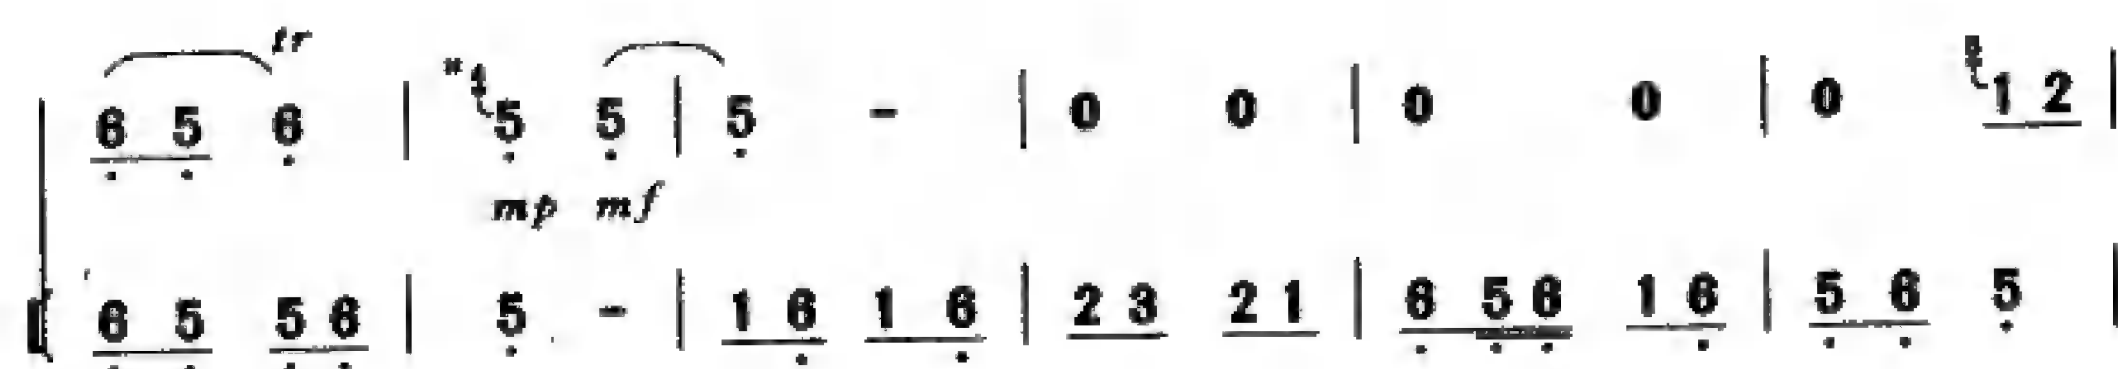 tr
6 5 6 | #4 5 5 | 5 - | 0 0 | 0 0 | 0 1 2 |
mp mf
6 5 5 6 | 5 - | 1 6 1 6 | 2 3 2 1 | 6 5 6 1 6 | 5 6 5 |